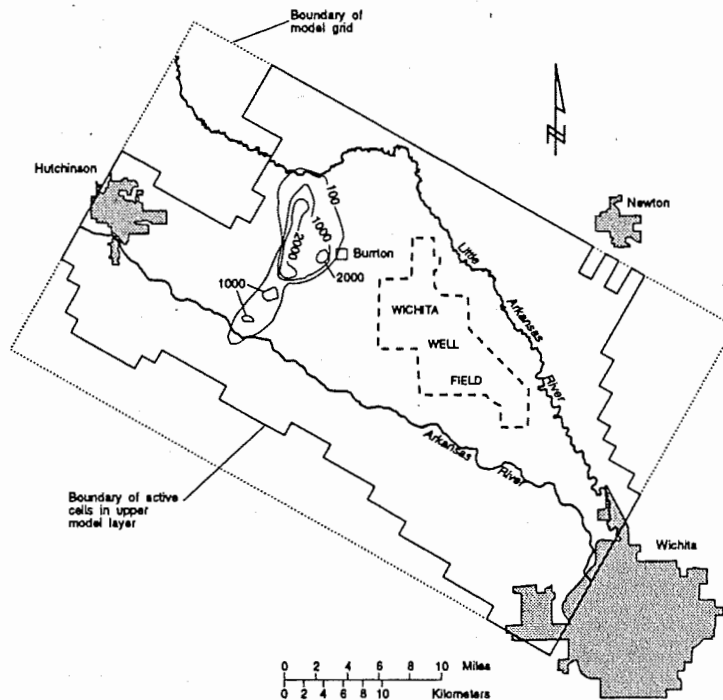 Boundary of
model grid
N
Hutchinson
Newton
100
1000
2000
Burrton
2000
1000
Little
Arkansas
River
WICHITA
WELL
FIELD
Arkansas
River
Boundary of active
cells in upper
model layer
Wichita
0 2 4 6 8 10 Miles
0 2 4 6 8 10 Kilometers